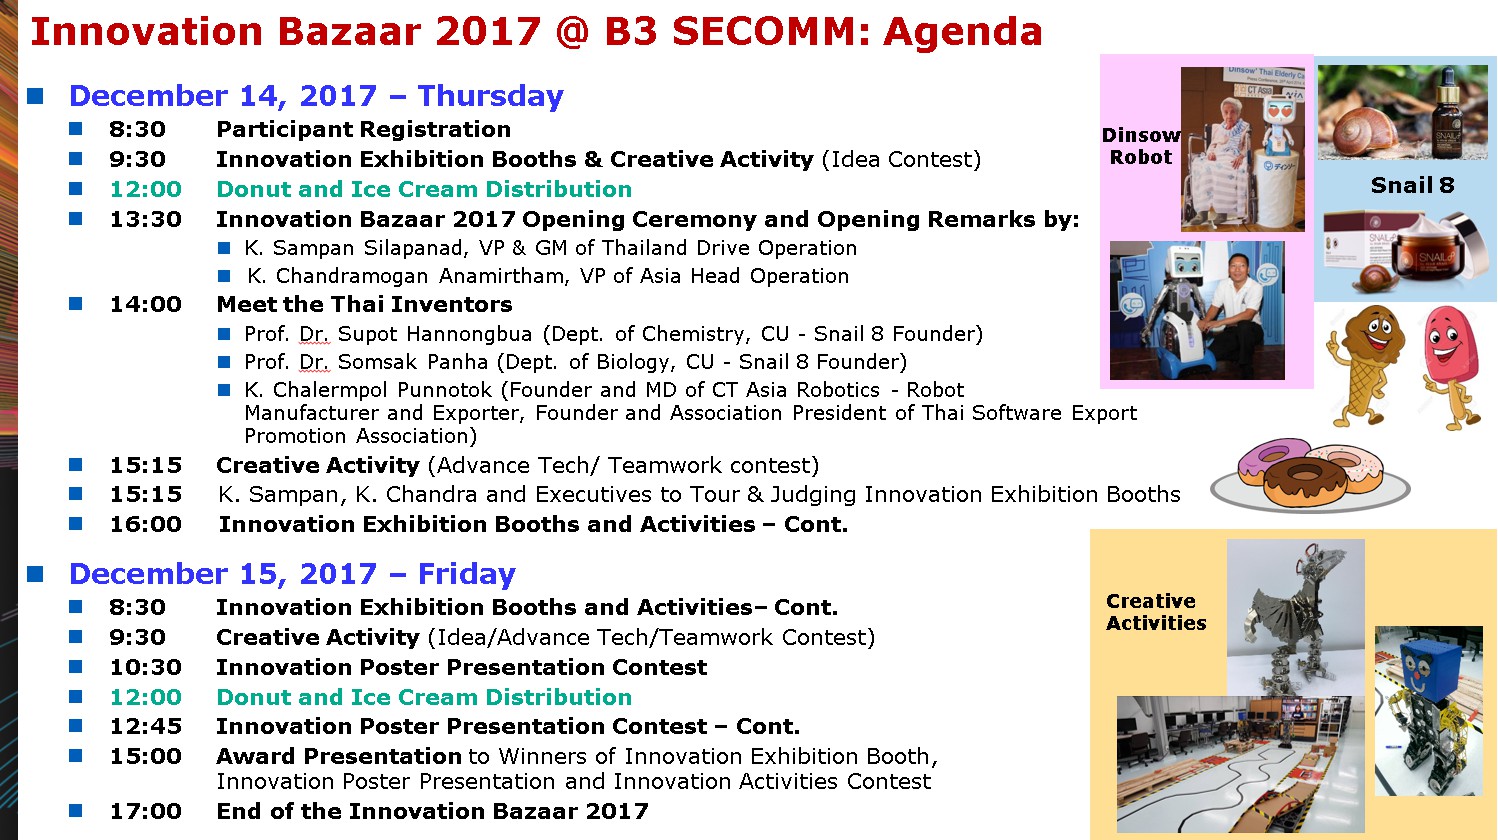 Innovation Bazaar 2017 @ B3 SECOMM: Agenda
December 14, 2017 – Thursday
8:30 Participant Registration
9:30 Innovation Exhibition Booths & Creative Activity (Idea Contest)
12:00 Donut and Ice Cream Distribution
13:30 Innovation Bazaar 2017 Opening Ceremony and Opening Remarks by:
K. Sampan Silapanad, VP & GM of Thailand Drive Operation
K. Chandramogan Anamirtham, VP of Asia Head Operation
14:00 Meet the Thai Inventors
Prof. Dr. Supot Hannongbua (Dept. of Chemistry, CU - Snail 8 Founder)
Prof. Dr. Somsak Panha (Dept. of Biology, CU - Snail 8 Founder)
K. Chalermpol Punnotok (Founder and MD of CT Asia Robotics - Robot
Manufacturer and Exporter, Founder and Association President of Thai Software Export
Promotion Association)
15:15 Creative Activity (Advance Tech/ Teamwork contest)
15:15 K. Sampan, K. Chandra and Executives to Tour & Judging Innovation Exhibition Booths
16:00 Innovation Exhibition Booths and Activities – Cont.
December 15, 2017 – Friday
8:30 Innovation Exhibition Booths and Activities– Cont.
9:30 Creative Activity (Idea/Advance Tech/Teamwork Contest)
10:30 Innovation Poster Presentation Contest
12:00 Donut and Ice Cream Distribution
12:45 Innovation Poster Presentation Contest – Cont.
15:00 Award Presentation to Winners of Innovation Exhibition Booth,
Innovation Poster Presentation and Innovation Activities Contest
17:00 End of the Innovation Bazaar 2017
Dinsow
Robot
Dinsow Thai Elderly
CT Asia
Snail 8
SNAIL
SNAIL
SNAIL
Creative
Activities